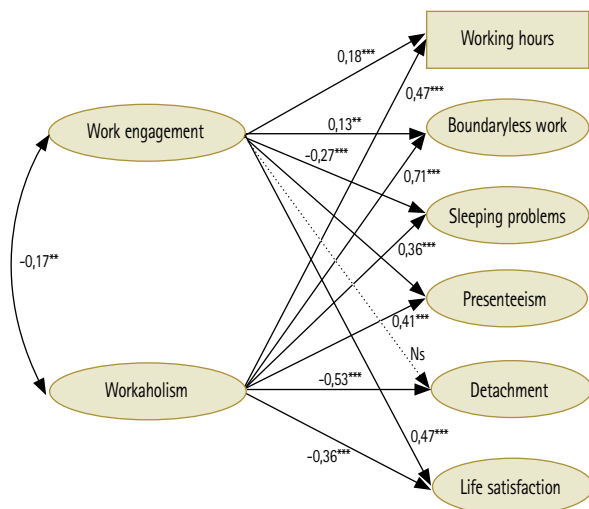 Working hours
0,18***
0,47***
Work engagement
0,13**
Boundaryless work
-0,27***
0,71***
Sleeping problems
0,36***
-0,17**
Presenteeism
0,41***
Ns
Workaholism
-0,53***
Detachment
0,47***
-0,36***
Life satisfaction